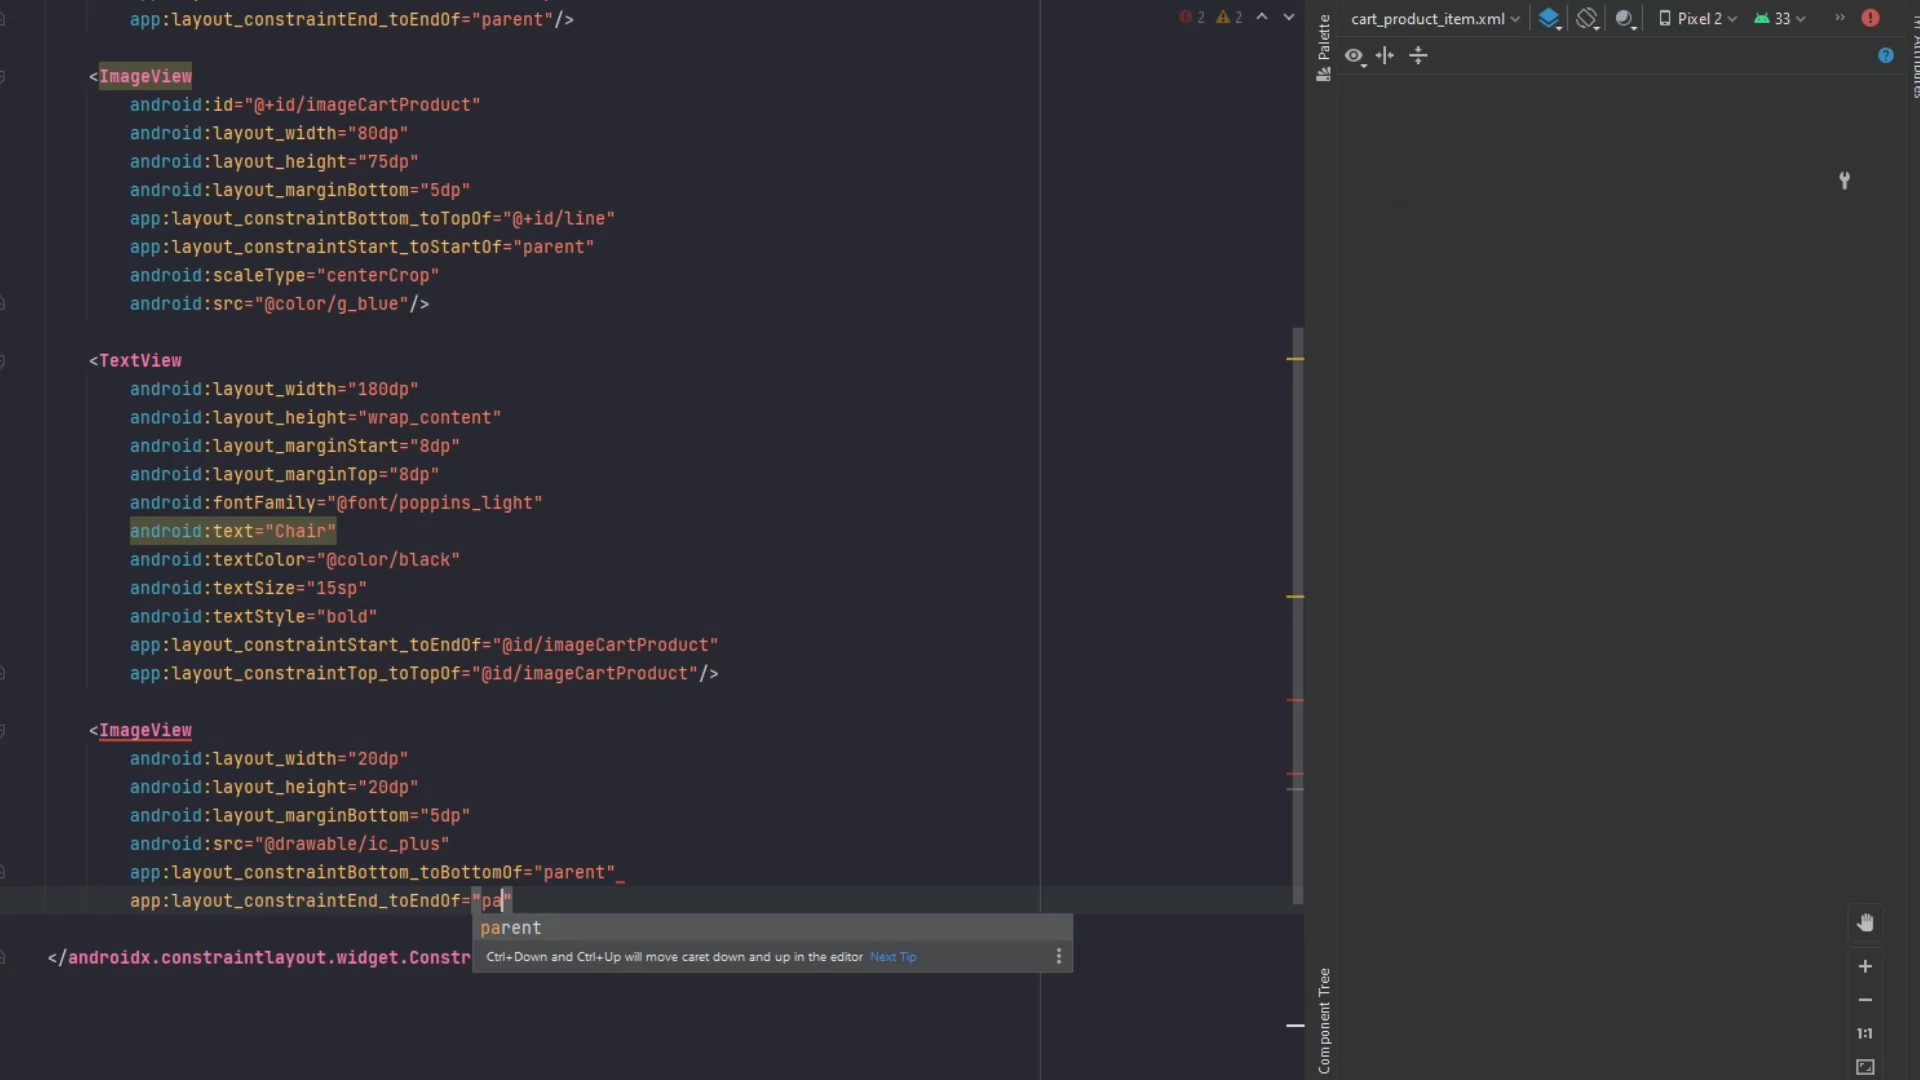 app:layout_constraintEnd_toEndOf="parent"/>
2 2
<ImageView
android:id="@+id/imageCartProduct"
android:layout_width="80dp"
android:layout_height="75dp"
android:layout_marginBottom="5dp"
app:layout_constraintBottom_toTopOf="@+id/line"
app:layout_constraintStart_toStartOf="parent"
android:scaleType="centerCrop"
android:src="@color/g_blue"/>
<TextView
android:layout_width="180dp"
android:layout_height="wrap_content"
android:layout_marginStart="8dp"
android:layout_marginTop="8dp"
android:fontFamily="@font/poppins_light"
android:text="Chair"
android:textColor="@color/black"
android:textSize="15sp"
android:textStyle="bold"
app:layout_constraintStart_toEndOf="@id/imageCartProduct"
app:layout_constraintTop_toTopOf="@id/imageCartProduct"/>
<ImageView
android:layout_width="20dp"
android:layout_height="20dp"
android:layout_marginBottom="5dp"
android:src="@drawable/ic_plus"
app:layout_constraintBottom_toBottomOf="parent"
app:layout_constraintEnd_toEndOf="pa"
parent
Ctrl+Down and Ctrl+Up will move caret down and up in the editor Next Tip
</androidx.constraintlayout.widget.Constr
Palette
Component Tree
cart_product_item.xml Pixel 2 33
Attributes
1:1